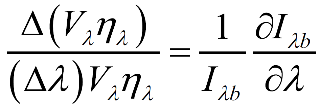 Δ(V_λ η_λ) / ((Δλ)V_λ η_λ) = (1 / I_λb) (∂I_λb / ∂λ)